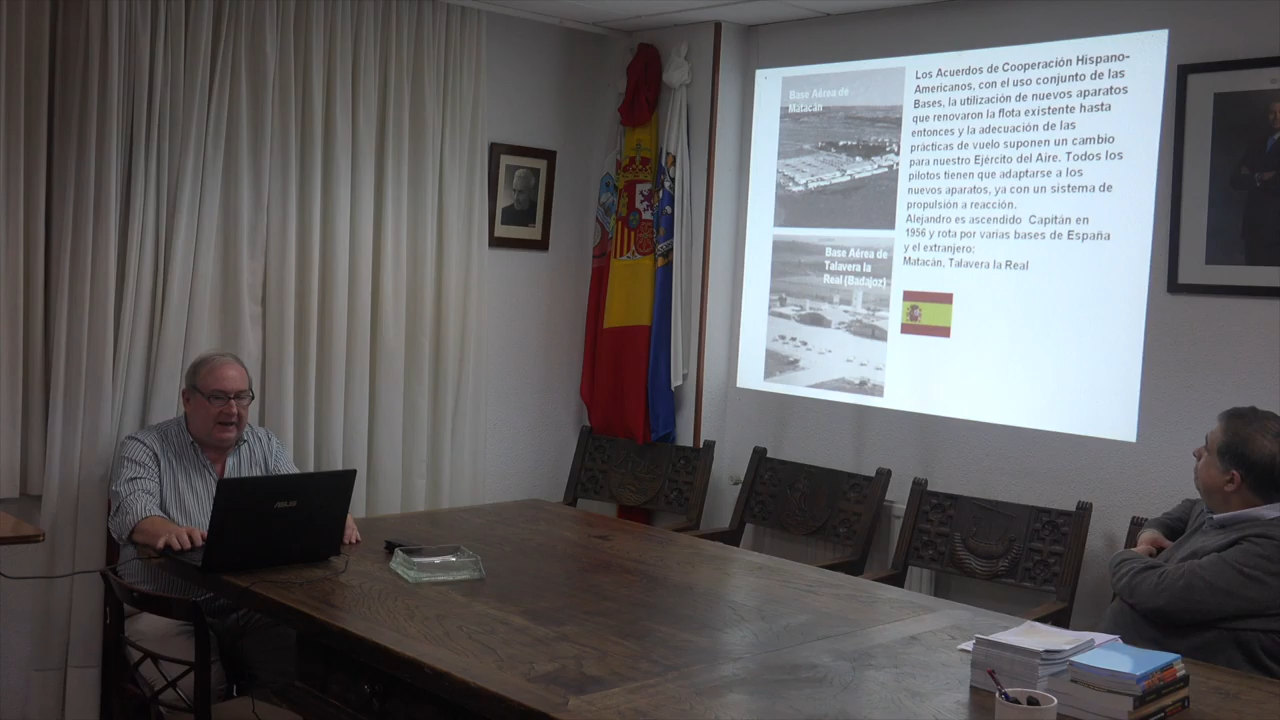 Base Aérea de
Matacán
Base Aérea de
Talavera la
Real (Badajoz)
Los Acuerdos de Cooperación Hispano-
Americanos, con el uso conjunto de las
Bases, la utilización de nuevos aparatos
que renovaron la flota existente hasta
entonces y la adecuación de las
prácticas de vuelo suponen un cambio
para nuestro Ejército del Aire. Todos los
pilotos tienen que adaptarse a los
nuevos aparatos, ya con un sistema de
propulsión a reacción.
Alejandro es ascendido Capitán en
1956 y rota por varias bases de España
y el extranjero:
Matacán, Talavera la Real
ASUS